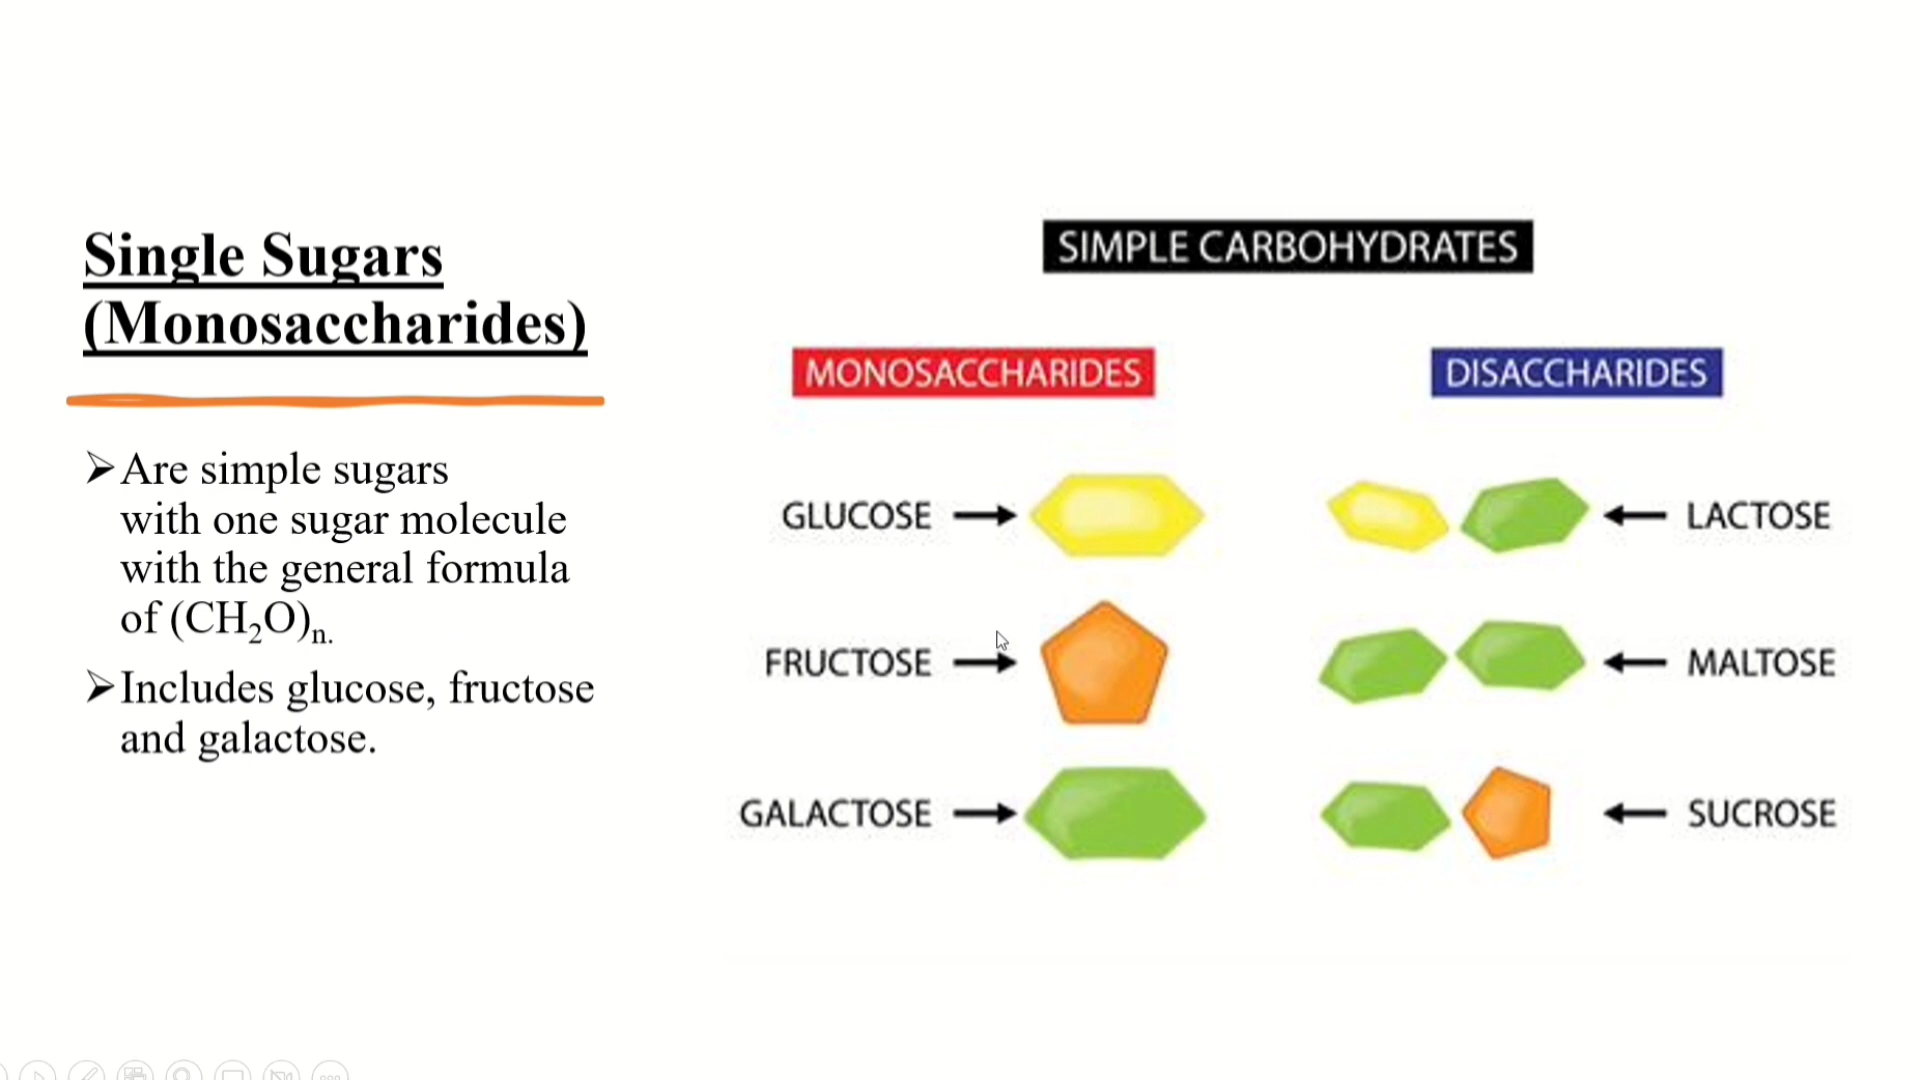 Single Sugars
(Monosaccharides)
➢Are simple sugars
with one sugar molecule
with the general formula
of (CH₂O)ₙ.
➢Includes glucose, fructose
and galactose.
SIMPLE CARBOHYDRATES
MONOSACCHARIDES
DISACCHARIDES
GLUCOSE
LACTOSE
FRUCTOSE
MALTOSE
GALACTOSE
SUCROSE